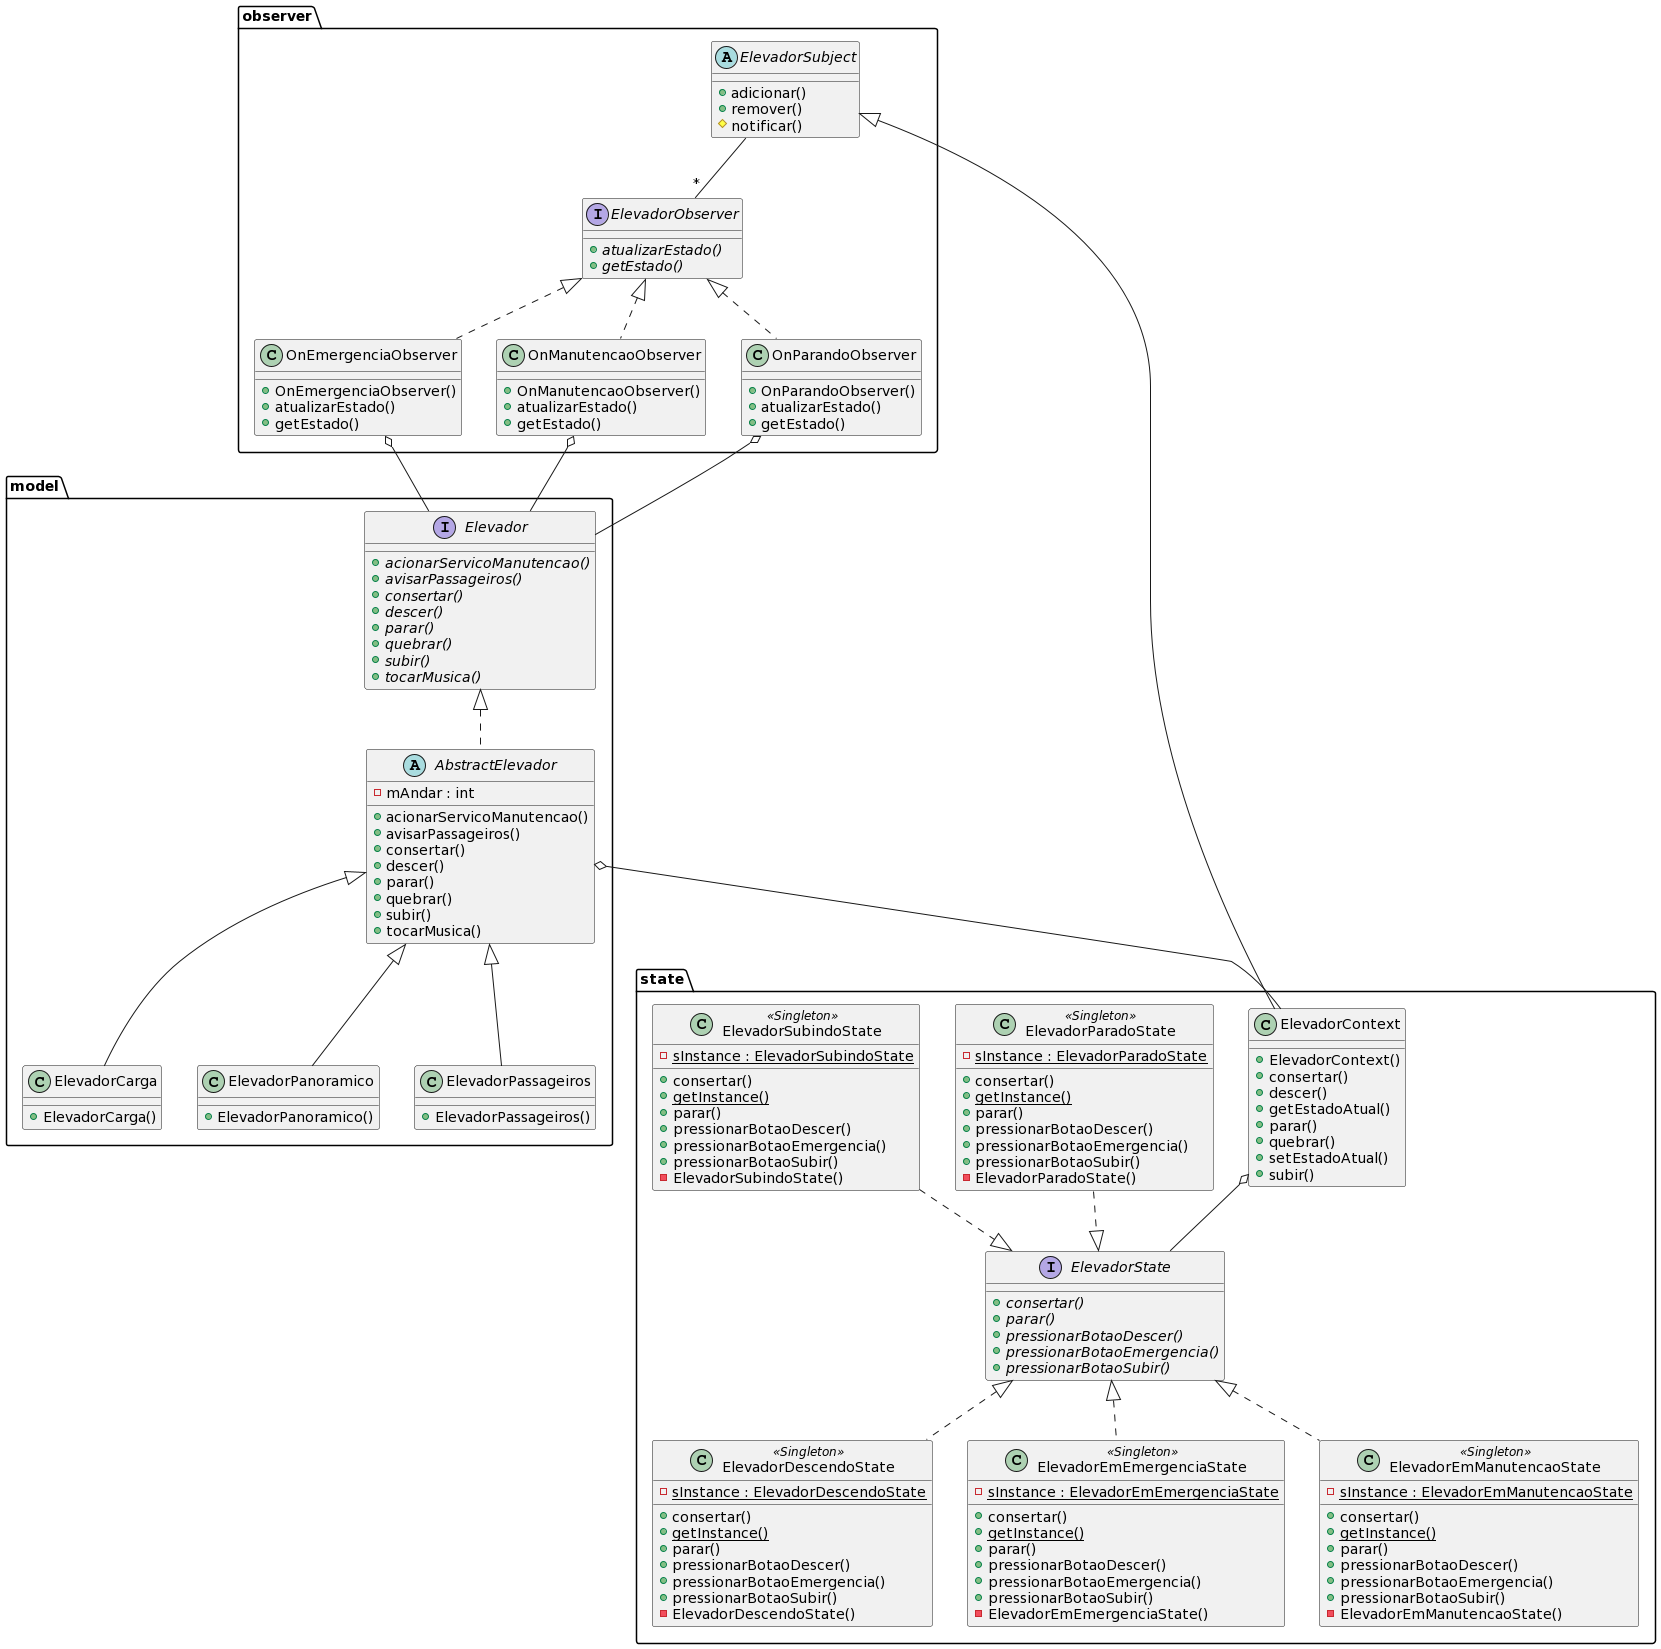 observer
A ElevadorSubject
adicionar()
remover()
notificar()
*
I ElevadorObserver
atualizarEstado()
getEstado()
C OnEmergenciaObserver
OnEmergenciaObserver()
atualizarEstado()
getEstado()
C OnManutencaoObserver
OnManutencaoObserver()
atualizarEstado()
getEstado()
C OnParandoObserver
OnParandoObserver()
atualizarEstado()
getEstado()
model
I Elevador
acionarServicoManutencao()
avisarPassageiros()
consertar()
descer()
parar()
quebrar()
subir()
tocarMusica()
A AbstractElevador
mAndar : int
acionarServicoManutencao()
avisarPassageiros()
consertar()
descer()
parar()
quebrar()
subir()
tocarMusica()
C ElevadorCarga
ElevadorCarga()
C ElevadorPanoramico
ElevadorPanoramico()
C ElevadorPassageiros
ElevadorPassageiros()
state
«Singleton»
C ElevadorSubindoState
sInstance : ElevadorSubindoState
consertar()
getInstance()
parar()
pressionarBotaoDescer()
pressionarBotaoEmergencia()
pressionarBotaoSubir()
ElevadorSubindoState()
«Singleton»
C ElevadorParadoState
sInstance : ElevadorParadoState
consertar()
getInstance()
parar()
pressionarBotaoDescer()
pressionarBotaoEmergencia()
pressionarBotaoSubir()
ElevadorParadoState()
C ElevadorContext
ElevadorContext()
consertar()
descer()
getEstadoAtual()
parar()
quebrar()
setEstadoAtual()
subir()
I ElevadorState
consertar()
parar()
pressionarBotaoDescer()
pressionarBotaoEmergencia()
pressionarBotaoSubir()
«Singleton»
C ElevadorDescendoState
sInstance : ElevadorDescendoState
consertar()
getInstance()
parar()
pressionarBotaoDescer()
pressionarBotaoEmergencia()
pressionarBotaoSubir()
ElevadorDescendoState()
«Singleton»
C ElevadorEmEmergenciaState
sInstance : ElevadorEmEmergenciaState
consertar()
getInstance()
parar()
pressionarBotaoDescer()
pressionarBotaoEmergencia()
pressionarBotaoSubir()
ElevadorEmEmergenciaState()
«Singleton»
C ElevadorEmManutencaoState
sInstance : ElevadorEmManutencaoState
consertar()
getInstance()
parar()
pressionarBotaoDescer()
pressionarBotaoEmergencia()
pressionarBotaoSubir()
ElevadorEmManutencaoState()